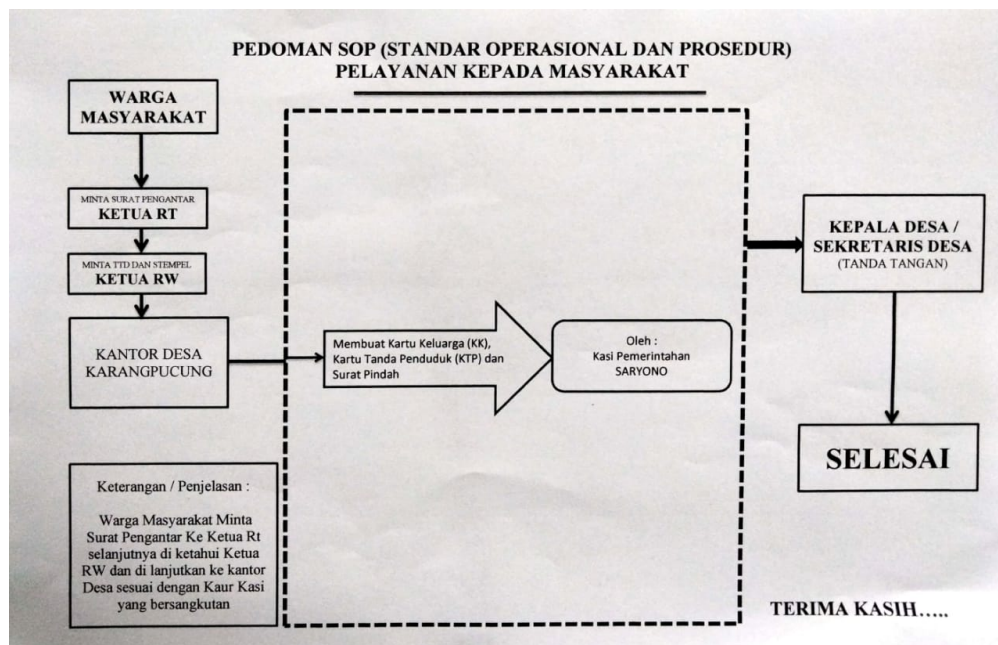 PEDOMAN SOP (STANDAR OPERASIONAL DAN PROSEDUR)
PELAYANAN KEPADA MASYARAKAT
WARGA
MASYARAKAT
MINTA SURAT PENGANTAR
KETUA RT
MINTA TTD DAN STEMPEL
KETUA RW
KANTOR DESA
KARANGPUCUNG
Membuat Kartu Keluarga (KK),
Kartu Tanda Penduduk (KTP) dan
Surat Pindah
Oleh :
Kasi Pemerintahan
SARYONO
KEPALA DESA /
SEKRETARIS DESA
(TANDA TANGAN)
SELESAI
Keterangan / Penjelasan :
Warga Masyarakat Minta
Surat Pengantar Ke Ketua Rt
selanjutnya di ketahui Ketua
RW dan di lanjutkan ke kantor
Desa sesuai dengan Kaur Kasi
yang bersangkutan
TERIMA KASIH…..